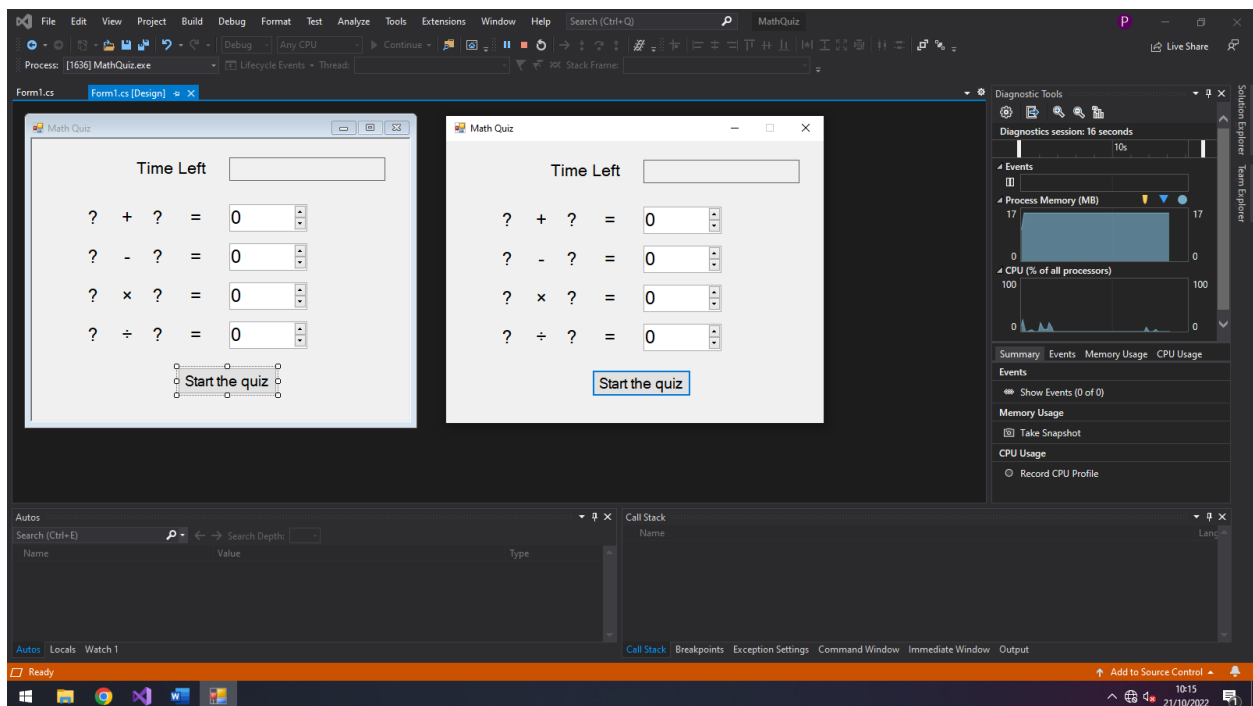 File Edit View Project Build Debug Format Test Analyze Tools Extensions Window Help Search (Ctrl+Q) MathQuiz P
Debug Any CPU Continue Live Share
Process: [1636] MathQuiz.exe Lifecycle Events Thread: Stack Frame:
Form1.cs Form1.cs [Design]
Math Quiz
Time Left
? + ? = 0
? - ? = 0
? × ? = 0
? ÷ ? = 0
Start the quiz
Math Quiz
Time Left
? + ? = 0
? - ? = 0
? × ? = 0
? ÷ ? = 0
Start the quiz
Diagnostic Tools
Diagnostics session: 16 seconds
10s
Events
Process Memory (MB)
17 17
0 0
CPU (% of all processors)
100 100
0 0
Summary Events Memory Usage CPU Usage
Events
Show Events (0 of 0)
Memory Usage
Take Snapshot
CPU Usage
Record CPU Profile
Solution Explorer
Team Explorer
Autos
Search (Ctrl+E) Search Depth:
Name Value Type
Autos Locals Watch 1
Call Stack
Name Lang
Call Stack Breakpoints Exception Settings Command Window Immediate Window Output
Ready Add to Source Control
10:15
21/10/2022